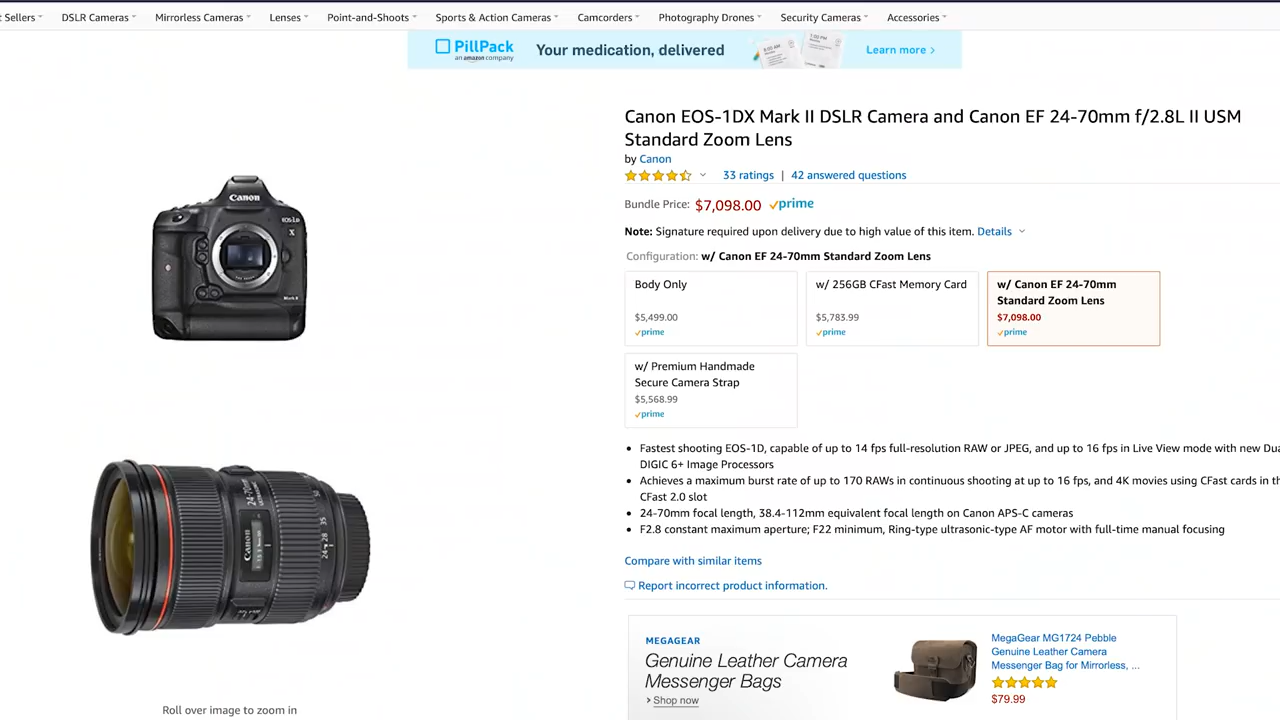 t Sellers DSLR Cameras Mirrorless Cameras Lenses Point-and-Shoots Sports & Action Cameras Camcorders Photography Drones Security Cameras Accessories
PillPack
an amazon company
Your medication, delivered
Learn more ›
Canon EOS-1DX Mark II DSLR Camera and Canon EF 24-70mm f/2.8L II USM
Standard Zoom Lens
by Canon
33 ratings | 42 answered questions
Bundle Price: $7,098.00 prime
Note: Signature required upon delivery due to high value of this item. Details
Configuration: w/ Canon EF 24-70mm Standard Zoom Lens
Body Only
$5,499.00
prime
w/ 256GB CFast Memory Card
$5,783.99
prime
w/ Canon EF 24-70mm
Standard Zoom Lens
$7,098.00
prime
w/ Premium Handmade
Secure Camera Strap
$5,568.99
prime
• Fastest shooting EOS-1D, capable of up to 14 fps full-resolution RAW or JPEG, and up to 16 fps in Live View mode with new Dua
DIGIC 6+ Image Processors
• Achieves a maximum burst rate of up to 170 RAWs in continuous shooting at up to 16 fps, and 4K movies using CFast cards in th
CFast 2.0 slot
• 24-70mm focal length, 38.4-112mm equivalent focal length on Canon APS-C cameras
• F2.8 constant maximum aperture; F22 minimum, Ring-type ultrasonic-type AF motor with full-time manual focusing
Compare with similar items
Report incorrect product information.
MEGAGEAR
Genuine Leather Camera
Messenger Bags
› Shop now
MegaGear MG1724 Pebble
Genuine Leather Camera
Messenger Bag for Mirrorless, ...
$79.99
Canon
EOS-1D
X
Mark II
Canon
24-70
50
35
28
24
Roll over image to zoom in